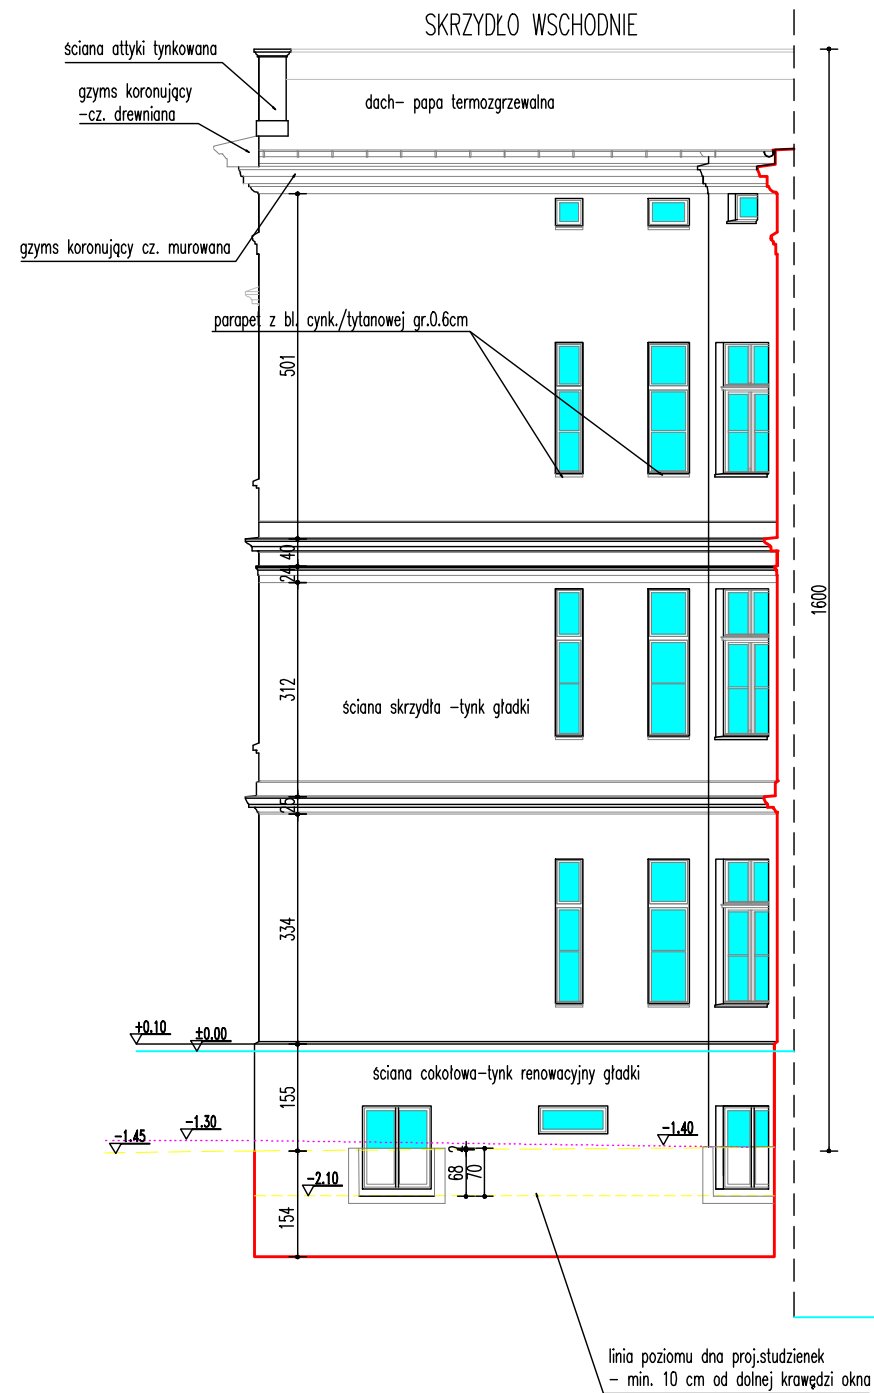 SKRZYDŁO WSCHODNIE
ściana attyki tynkowana
gzyms koronujący
-cz. drewniana
dach- papa termozgrzewalna
gzyms koronujący cz. murowana
parapet z bl. cynk./tytanowej gr.0.6cm
501
40
24
1600
312
ściana skrzydła -tynk gładki
25
334
+0.10
±0.00
ściana cokołowa-tynk renowacyjny gładki
155
-1.30
-1.45
-1.40
2
68
70
-2.10
154
linia poziomu dna proj.studzienek
- min. 10 cm od dolnej krawędzi okna